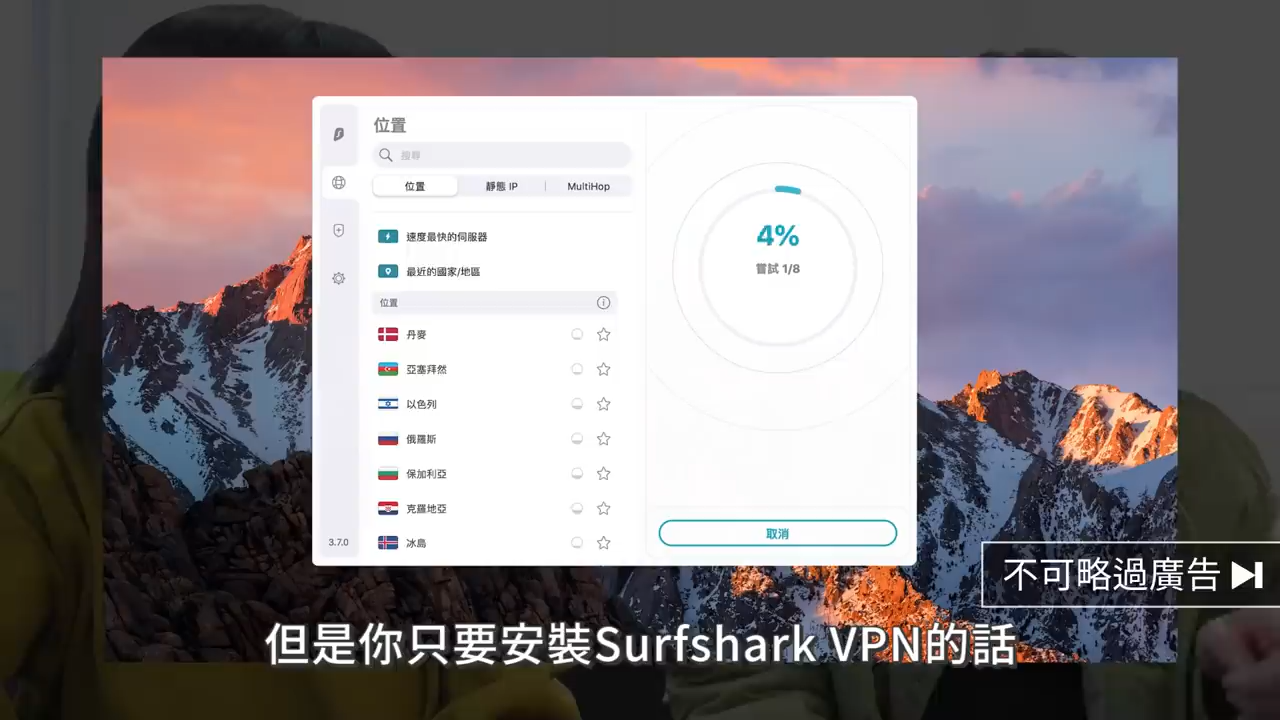 位置
搜尋
位置 靜態 IP MultiHop
速度最快的伺服器
最近的國家/地區
位置
丹麥
亞塞拜然
以色列
俄羅斯
保加利亞
克羅地亞
冰島
3.7.0
4%
嘗試 1/8
取消
不可略過廣告
但是你只要安裝Surfshark VPN的話